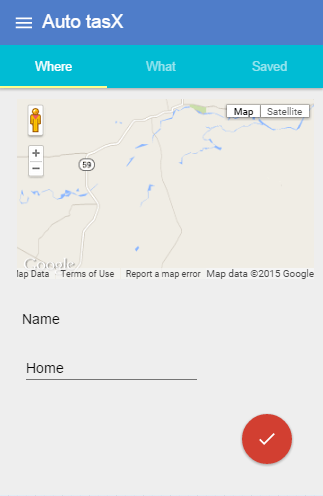 Auto tasX
Where What Saved
Map Satellite
+
59
−
Google
Map Data Terms of Use Report a map error Map data ©2015 Google
Name
Home